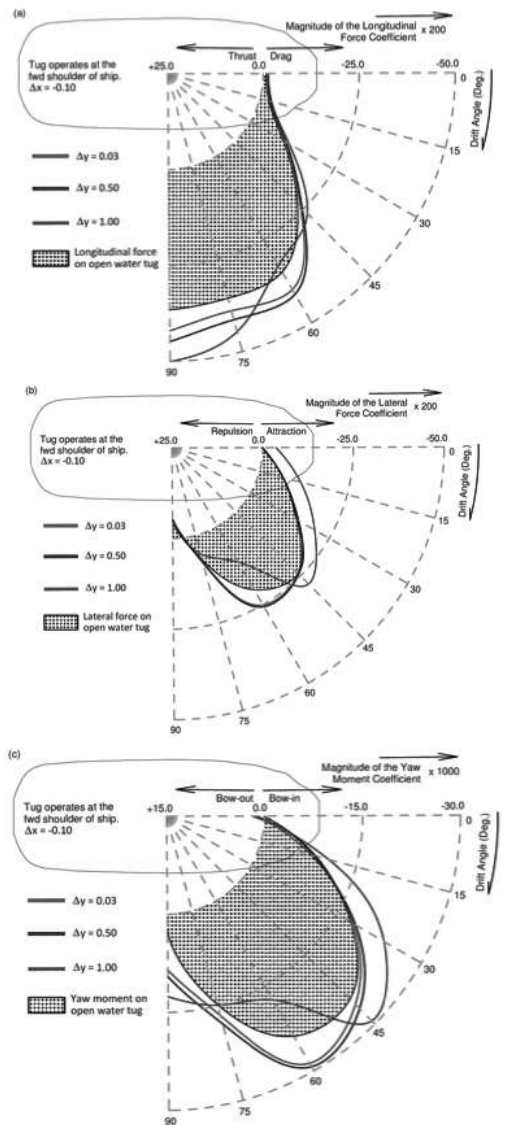 (a)
Magnitude of the Longitudinal
Force Coefficient x 200
Thrust Drag
Tug operates at the
fwd shoulder of ship.
Δx = -0.10
+25.0 0.0 -25.0 -50.0
0
Drift Angle (Deg.)
15
Δy = 0.03
Δy = 0.50
30
Δy = 1.00
Longitudinal force
on open water tug
45
60
75
90
(b)
Magnitude of the Lateral
Force Coefficient x 200
Repulsion Attraction
Tug operates at the
fwd shoulder of ship.
Δx = -0.10
+25.0 0.0 -25.0 -50.0
0
Drift Angle (Deg.)
15
Δy = 0.03
Δy = 0.50
30
Δy = 1.00
Lateral force on
open water tug
45
60
75
90
(c)
Magnitude of the Yaw
Moment Coefficient x 1000
Bow-out Bow-in
Tug operates at the
fwd shoulder of ship.
Δx = -0.10
+15.0 0.0 -15.0 -30.0
0
Drift Angle (Deg.)
15
Δy = 0.03
Δy = 0.50
30
Δy = 1.00
Yaw moment on
open water tug
45
60
75
90